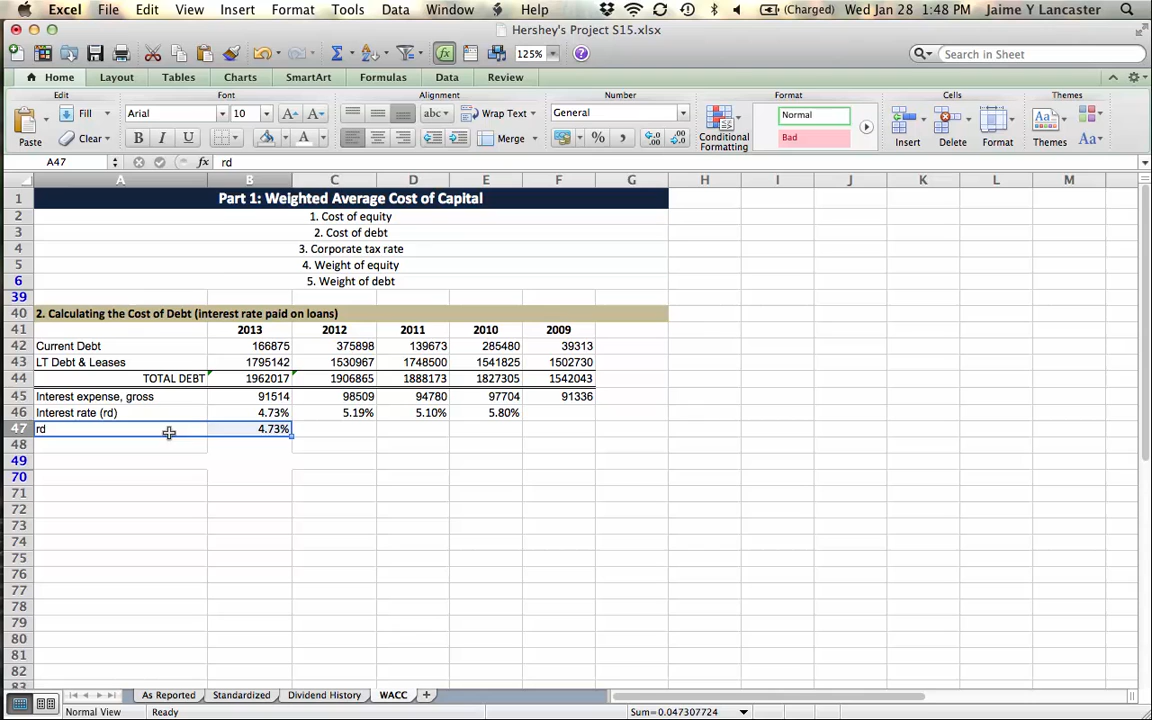 Excel File Edit View Insert Format Tools Data Window Help (Charged) Wed Jan 28 1:48 PM Jaime Y Lancaster
Hershey's Project S15.xlsx
125% Search in Sheet
Home Layout Tables Charts SmartArt Formulas Data Review
Edit Font Alignment Number Format Cells Themes
Fill Arial 10 abc Wrap Text General Normal
Paste Clear B I U Merge % Conditional Formatting Bad Insert Delete Format Themes Aa
A47 fx rd
A B C D E F G H I J K L M
1 Part 1: Weighted Average Cost of Capital
2 1. Cost of equity
3 2. Cost of debt
4 3. Corporate tax rate
5 4. Weight of equity
6 5. Weight of debt
39
40 2. Calculating the Cost of Debt (interest rate paid on loans)
41 2013 2012 2011 2010 2009
42 Current Debt 166875 375898 139673 285480 39313
43 LT Debt & Leases 1795142 1530967 1748500 1541825 1502730
44 TOTAL DEBT 1962017 1906865 1888173 1827305 1542043
45 Interest expense, gross 91514 98509 94780 97704 91336
46 Interest rate (rd) 4.73% 5.19% 5.10% 5.80%
47 rd 4.73%
48
49
70
71
72
73
74
75
76
77
78
79
80
81
82
As Reported Standardized Dividend History WACC
Normal View Ready Sum=0.047307724